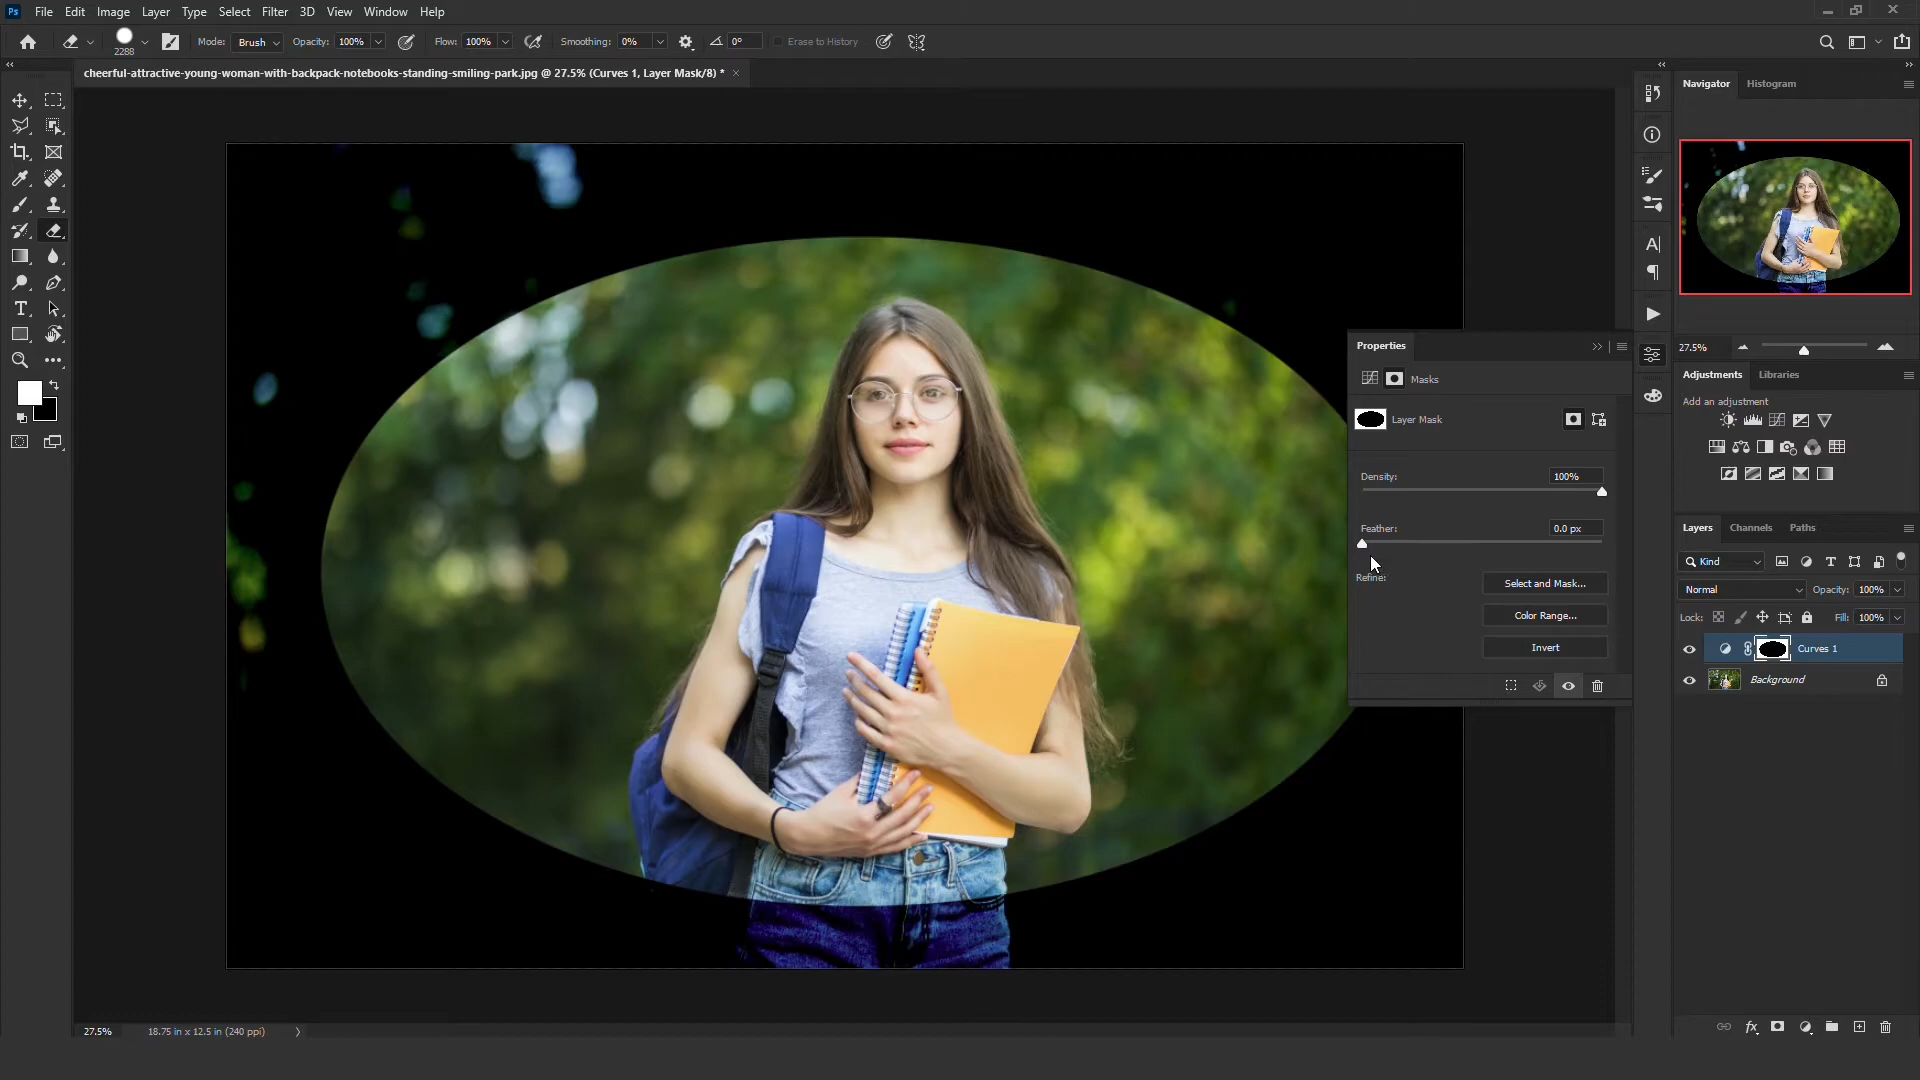 Ps File Edit Image Layer Type Select Filter 3D View Window Help
2288 Mode: Brush Opacity: 100% Flow: 100% Smoothing: 0% 0° Erase to History
cheerful-attractive-young-woman-with-backpack-notebooks-standing-smiling-park.jpg @ 27.5% (Curves 1, Layer Mask/8) *
Navigator Histogram
27.5%
Properties
Masks
Layer Mask
Density: 100%
Feather: 0.0 px
Refine:
Select and Mask...
Color Range...
Invert
Adjustments Libraries
Add an adjustment
Layers Channels Paths
Kind
Normal Opacity: 100%
Lock: Fill: 100%
Curves 1
Background
27.5% 18.75 in x 12.5 in (240 ppi)